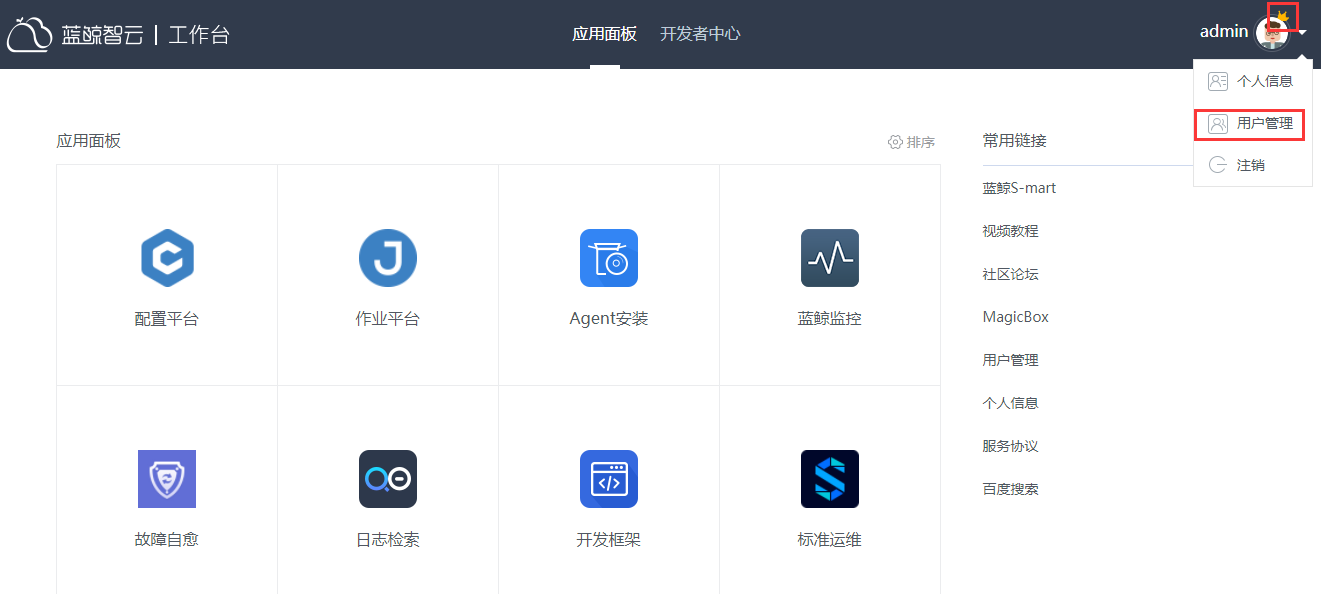 蓝鲸智云 | 工作台
应用面板
开发者中心
admin
个人信息
用户管理
注销
应用面板
排序
配置平台
作业平台
Agent安装
蓝鲸监控
故障自愈
日志检索
开发框架
标准运维
常用链接
蓝鲸S-mart
视频教程
社区论坛
MagicBox
用户管理
个人信息
服务协议
百度搜索